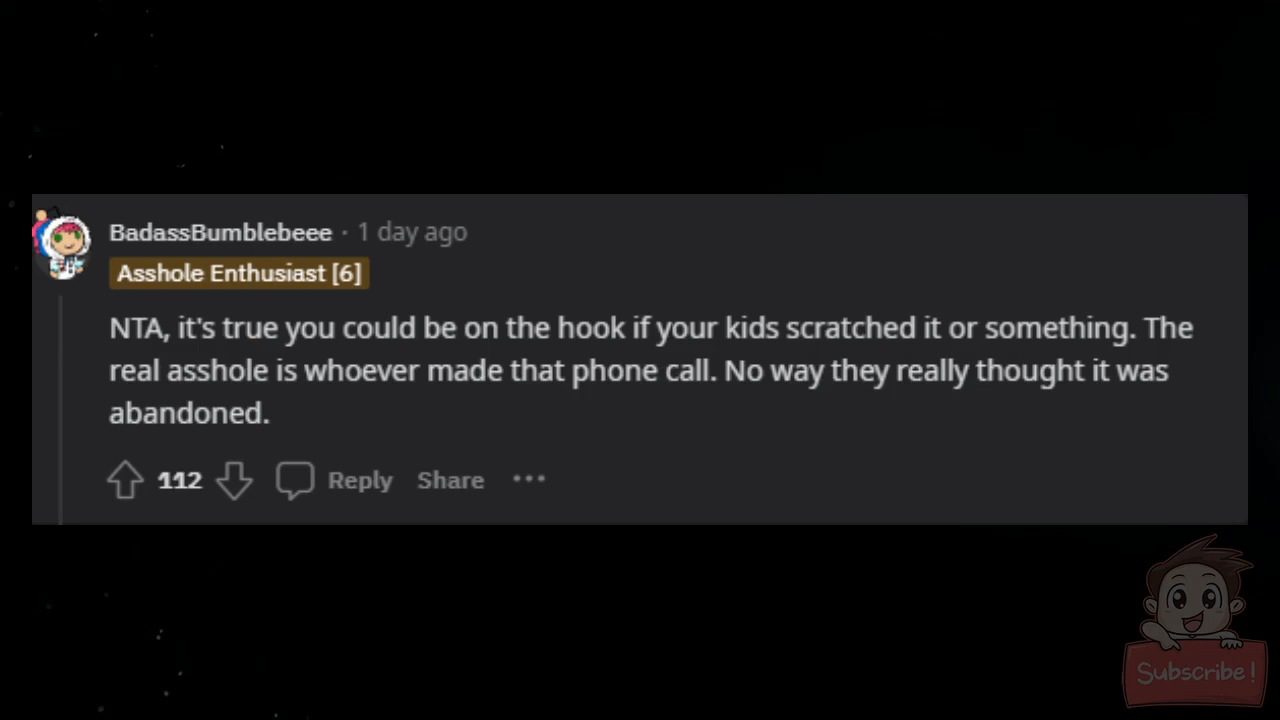 BadassBumblebeee · 1 day ago
Asshole Enthusiast [6]
NTA, it's true you could be on the hook if your kids scratched it or something. The
real asshole is whoever made that phone call. No way they really thought it was
abandoned.
112 Reply Share ···
Subscribe!